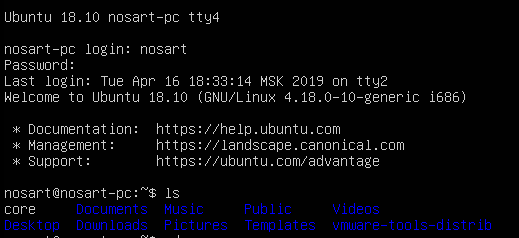 Ubuntu 18.10 nosart-pc tty4
nosart-pc login: nosart
Password:
Last login: Tue Apr 16 18:33:14 MSK 2019 on tty2
Welcome to Ubuntu 18.10 (GNU/Linux 4.18.0-10-generic i686)
* Documentation: https://help.ubuntu.com
* Management: https://landscape.canonical.com
* Support: https://ubuntu.com/advantage
nosart@nosart-pc:~$ ls
core Documents Music Public Videos
Desktop Downloads Pictures Templates vmware-tools-distrib